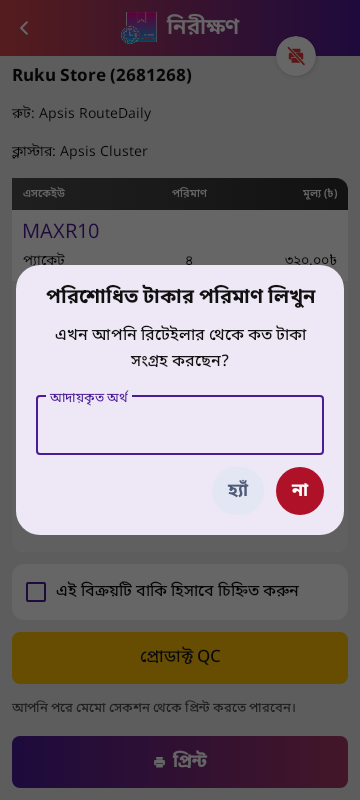 নিরীক্ষণ
Ruku Store (2681268)
রুট: Apsis RouteDaily
ক্লাস্টার: Apsis Cluster
এসকেইউ পরিমাণ মূল্য (৳)
MAXR10
প্যাকেট ৪ ৩২০.০০৳
পরিশোধিত টাকার পরিমাণ লিখুন
এখন আপনি রিটেইলার থেকে কত টাকা
সংগ্রহ করছেন?
আদায়কৃত অর্থ
হ্যাঁ না
এই বিক্রয়টি বাকি হিসাবে চিহ্নিত করুন
প্রোডাক্ট QC
আপনি পরে মেমো সেকশন থেকে প্রিন্ট করতে পারবেন।
প্রিন্ট